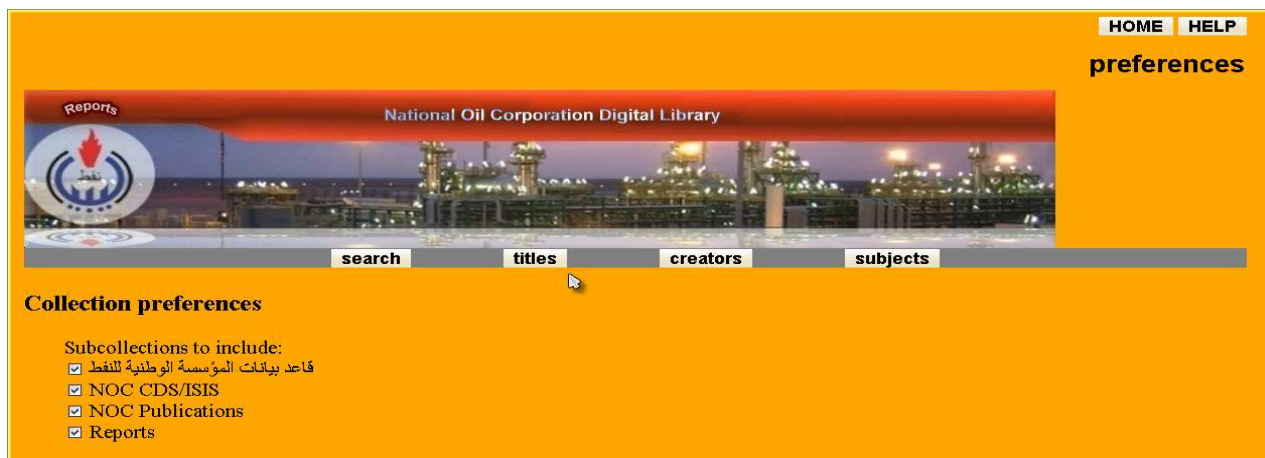 HOME HELP
preferences
Reports
National Oil Corporation Digital Library
نفط
search titles creators subjects
Collection preferences
Subcollections to include:
قاعد بيانات المؤسسة الوطنية للنفط
NOC CDS/ISIS
NOC Publications
Reports